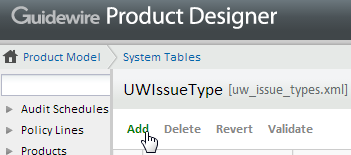 Guidewire Product Designer
Product Model System Tables
UWIssueType [uw_issue_types.xml]
Audit Schedules
Add Delete Revert Validate
Policy Lines
Products